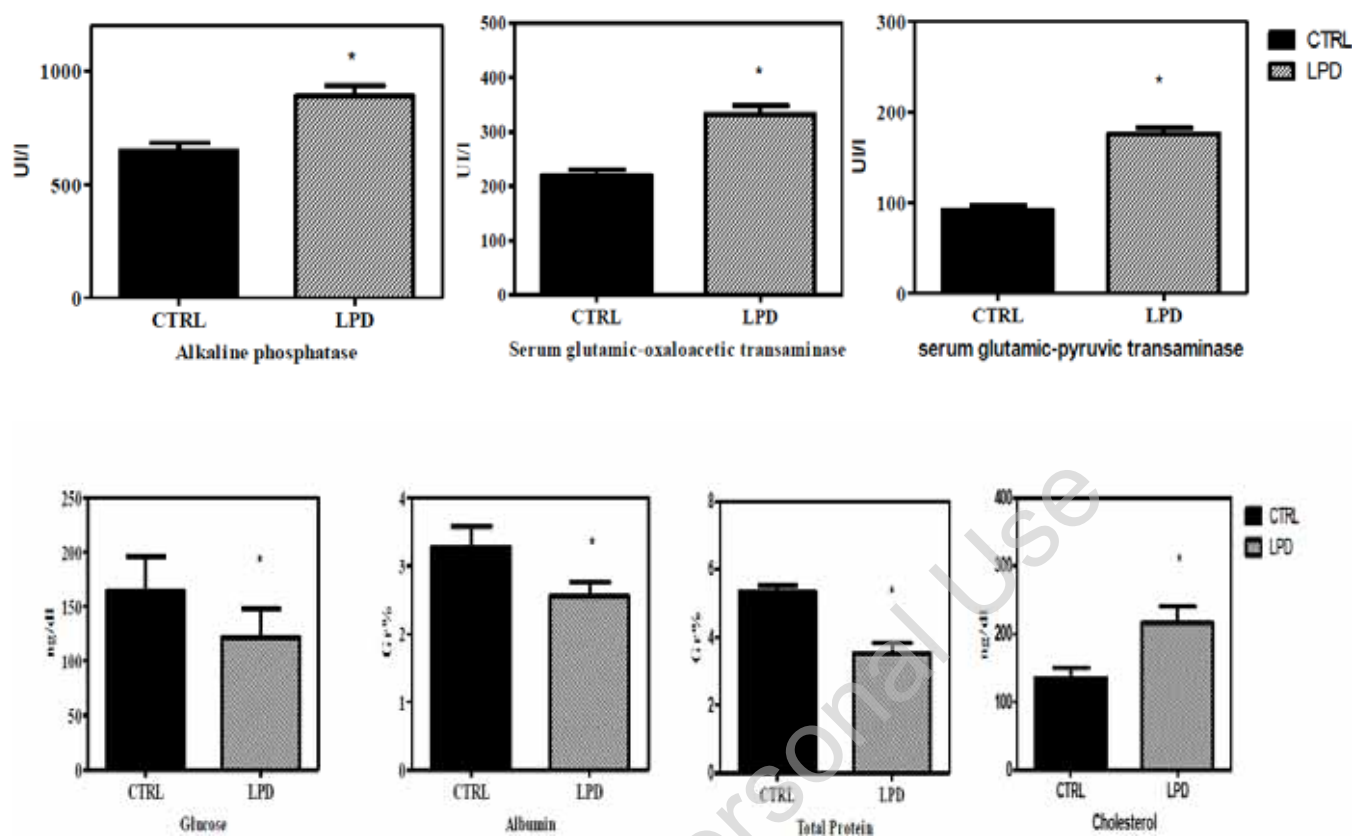 1000
500
0
UI/l
*
CTRL LPD
Alkaline phosphatase
500
400
300
200
100
0
UI/l
*
CTRL LPD
Serum glutamic-oxaloacetic transaminase
300
200
100
0
UI/l
*
CTRL LPD
serum glutamic-pyruvic transaminase
CTRL
LPD
250
200
150
100
50
0
ng/dl
*
CTRL LPD
Glucose
4
3
2
1
0
Gr%
*
CTRL LPD
Albumin
8
6
4
2
0
Gr%
*
CTRL LPD
Total Protein
400
300
200
100
0
ng/dl
*
CTRL LPD
Cholesterol
CTRL
LPD
ersonal Use